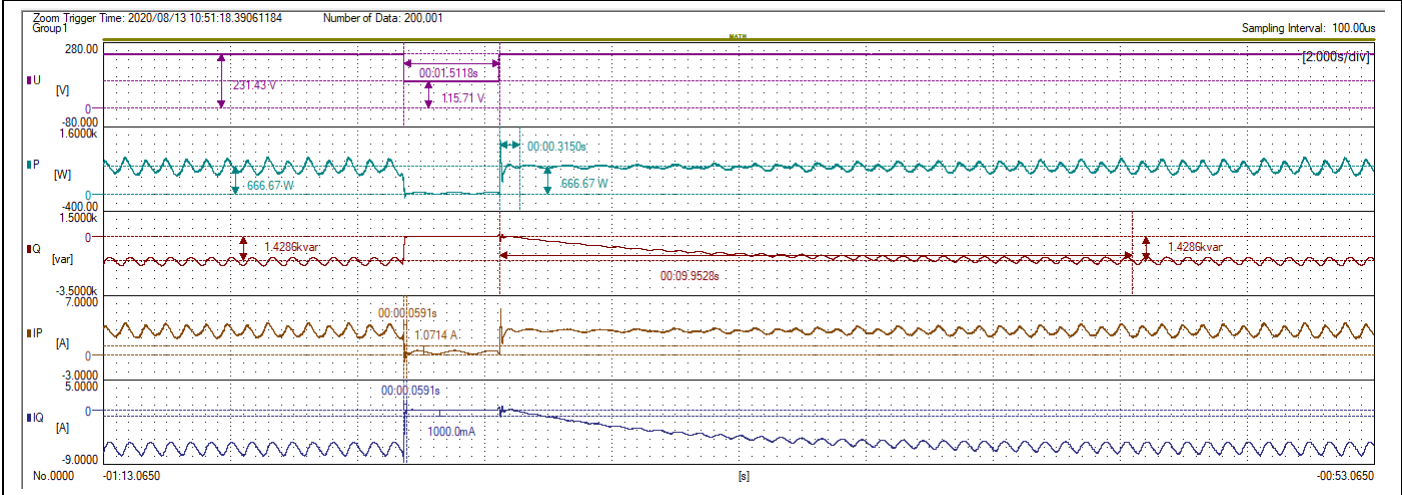 Zoom Trigger Time: 2020/08/13 10:51:18.39061184 Number of Data: 200,001
Group1 Sampling Interval: 100.00us
MATH
280.00
[2.000s/div]
00:01.5118s
U
231.43 V
[V]
115.71 V
0
-80.000
1.6000k
00:00.3150s
P
[W]
666.67 W 666.67 W
0
-400.00
1.5000k
0
1.4286kvar 1.4286kvar
Q
[var]
00:09.9528s
-3.5000k
7.0000
00:00.0591s
IP
1.0714 A
[A]
0
-3.0000
5.0000
00:00.0591s
0
IQ
[A]
1000.0mA
-9.0000
No.0000 -01:13.0650 [s] -00:53.0650